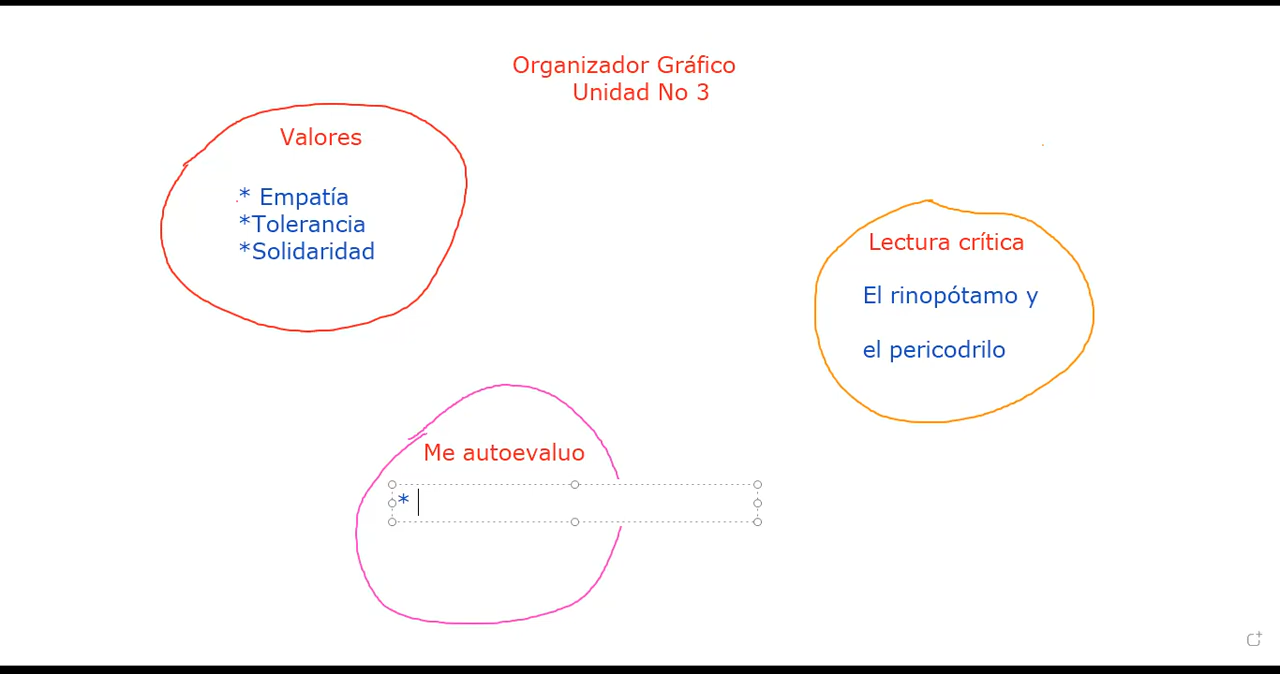 Organizador Gráfico
Unidad No 3
Valores
* Empatía
*Tolerancia
*Solidaridad
Lectura crítica
El rinopótamo y
el pericodrilo
Me autoevaluo
*